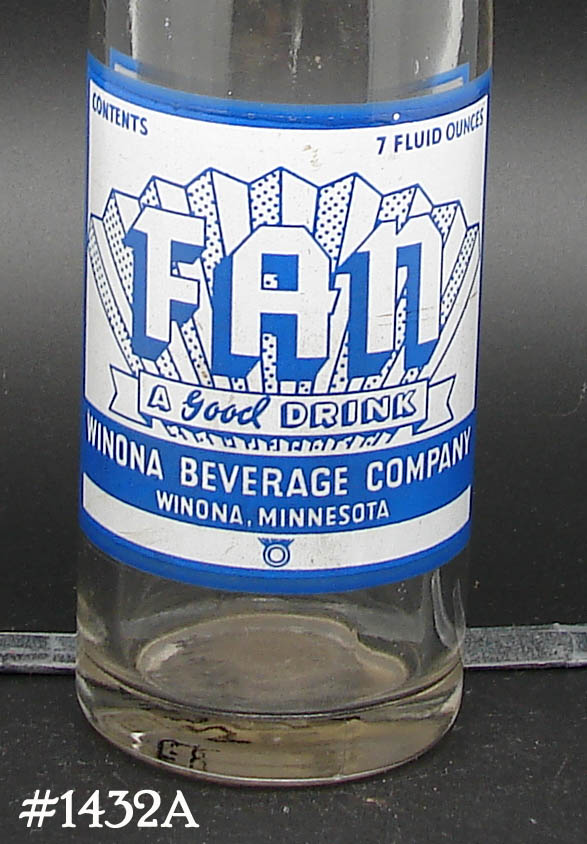 CONTENTS
7 FLUID OUNCES
FAN
A Good DRINK
WINONA BEVERAGE COMPANY
WINONA, MINNESOTA
#1432A